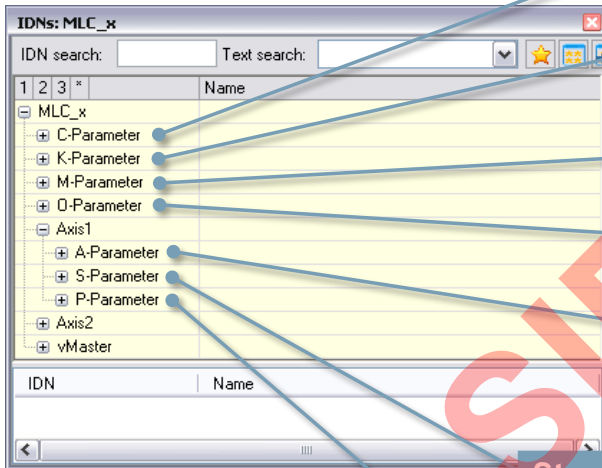 IDNs: MLC_x
IDN search: Text search:
1 2 3 * Name
MLC_x
C-Parameter
K-Parameter
M-Parameter
O-Parameter
Axis1
A-Parameter
S-Parameter
P-Parameter
Axis2
vMaster
IDN Name
SIE